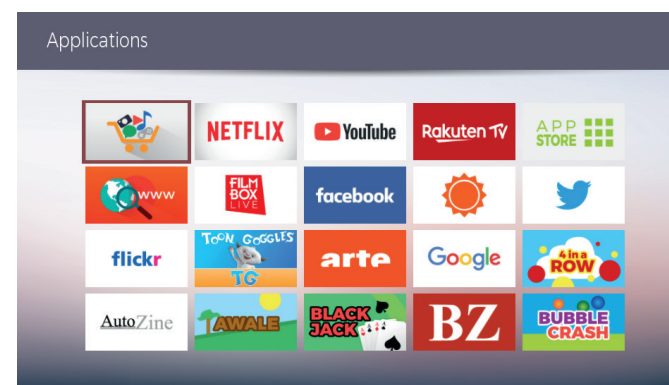 Applications
NETFLIX
YouTube
Rakuten TV
APP
STORE
www
FILM
BOX
LIVE
facebook
flickr
TOON GOGGLES
TG
arte
Google
4 in a
ROW
AutoZine
AWALE
BLACK
JACK
BZ
BUBBLE
CRASH